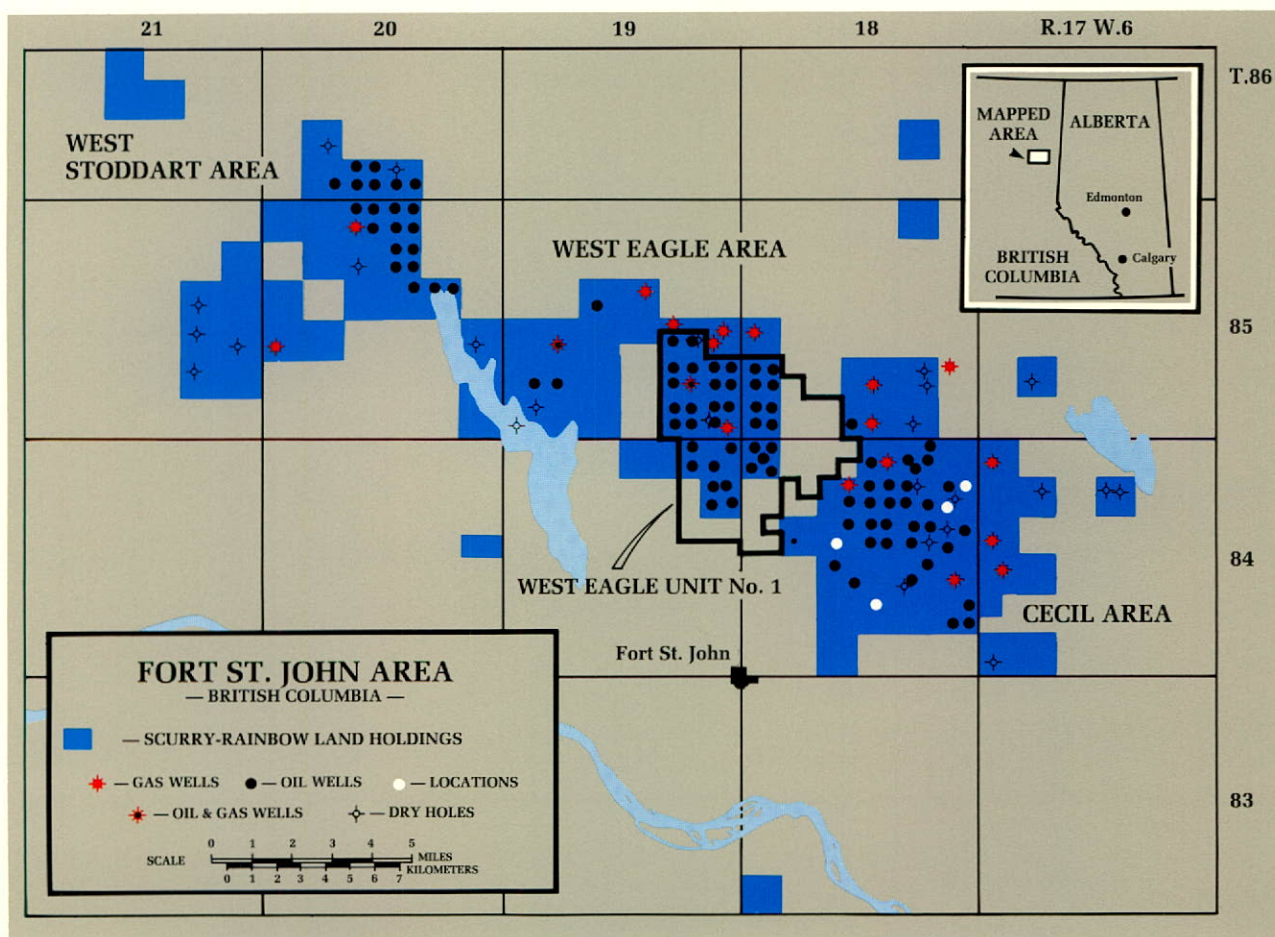 21 20 19 18 R.17 W.6
T.86
MAPPED
AREA
ALBERTA
Edmonton
Calgary
BRITISH
COLUMBIA
WEST
STODDART AREA
WEST EAGLE AREA
85
84
WEST EAGLE UNIT No. 1
CECIL AREA
Fort St. John
83
FORT ST. JOHN AREA
— BRITISH COLUMBIA —
— SCURRY-RAINBOW LAND HOLDINGS
— GAS WELLS — OIL WELLS — LOCATIONS
— OIL & GAS WELLS — DRY HOLES
0 1 2 3 4 5
SCALE MILES
KILOMETERS
0 1 2 3 4 5 6 7